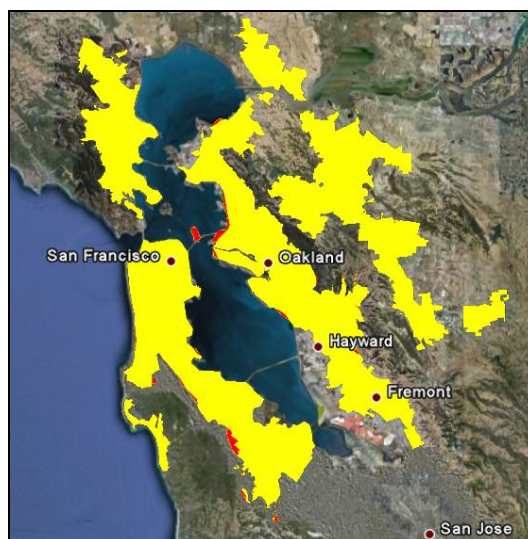 San Francisco
Oakland
Hayward
Fremont
San Jose